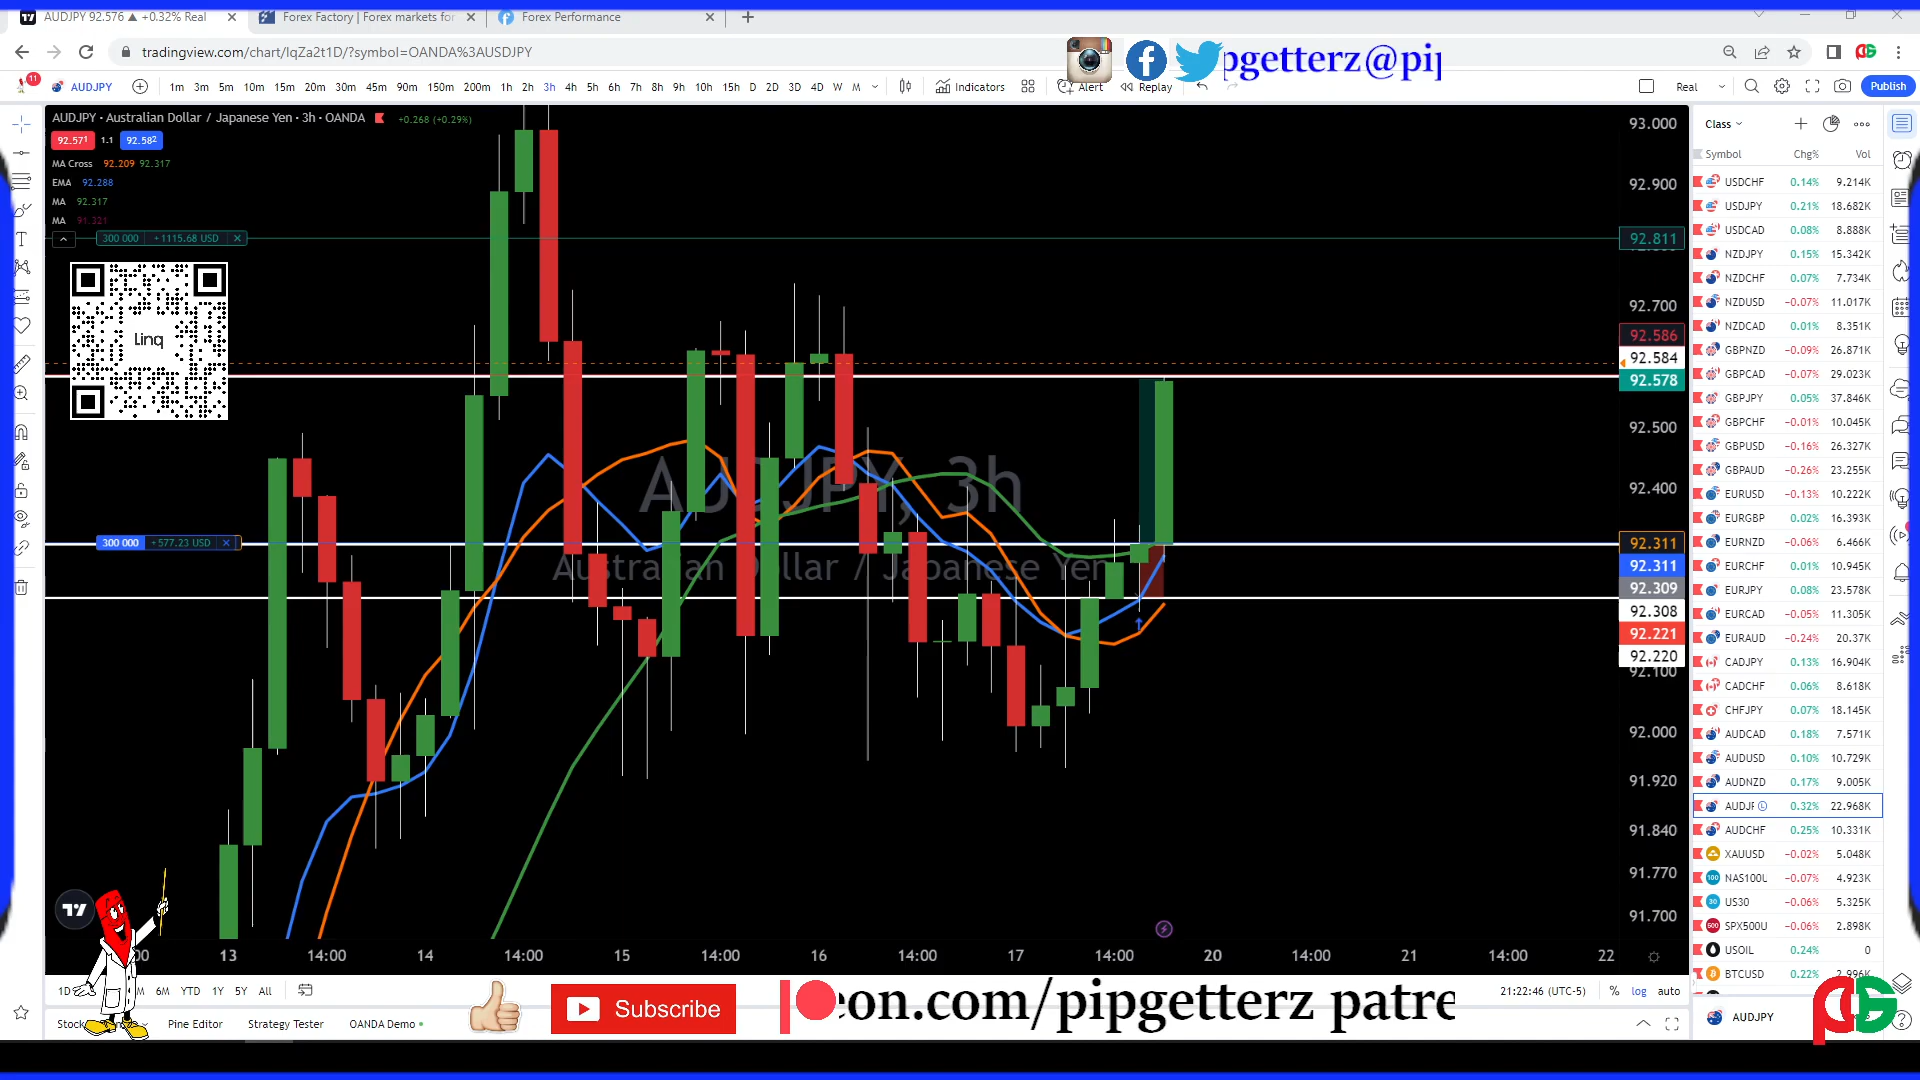 AUDJPY 92.576 ▲ +0.32% Real
Forex Factory | Forex markets for
Forex Performance
tradingview.com/chart/lqZa2t1D/?symbol=OANDA%3AUSDJPY
pgetterz@pi
11
AUDJPY
1m 3m 5m 10m 15m 20m 30m 45m 90m 150m 200m 1h 2h 3h 4h 5h 6h 7h 8h 9h 10h D 2D 3D 4D W M
Indicators
Alert
Replay
Real
Publish
AUDJPY · Australian Dollar / Japanese Yen · 3h · OANDA
+0.268 (+0.29%)
92.571 1.1 92.582
MA Cross 92.209 92.317
EMA 92.288
MA 92.317
MA 91.321
300 000 +1115.68 USD
Linq
AUDJPY, 3h
Australian Dollar / Japanese Yen
300 000 +577.23 USD
93.000
92.900
92.811
92.700
92.586
92.584
92.578
92.500
92.400
92.311
92.311
92.309
92.308
92.221
92.220
92.100
92.000
91.920
91.840
91.770
91.700
13 14:00 14 14:00 15 14:00 16 14:00 17 14:00 20 14:00 21 14:00 22
Class
Symbol Chg% Vol
USDCHF 0.14% 9.214K
USDJPY 0.21% 18.682K
USDCAD 0.08% 8.888K
NZDJPY 0.15% 15.342K
NZDCHF 0.07% 7.734K
NZDUSD −0.07% 11.017K
NZDCAD 0.01% 8.351K
GBPNZD −0.09% 26.871K
GBPCAD −0.07% 29.023K
GBPJPY 0.05% 37.846K
GBPCHF −0.01% 10.045K
GBPUSD −0.16% 26.327K
GBPAUD −0.26% 23.255K
EURUSD −0.13% 10.222K
EURGBP 0.02% 16.393K
EURNZD −0.06% 6.466K
EURCHF 0.01% 10.945K
EURJPY 0.08% 23.578K
EURCAD −0.05% 11.305K
EURAUD −0.24% 20.37K
CADJPY 0.13% 16.904K
CADCHF 0.06% 8.618K
CHFJPY 0.07% 18.145K
AUDCAD 0.18% 7.571K
AUDUSD 0.10% 10.729K
AUDNZD 0.17% 9.005K
AUDJF 0.32% 22.968K
AUDCHF 0.25% 10.331K
XAUUSD −0.02% 5.048K
NAS100U −0.07% 4.923K
US30 −0.06% 5.325K
SPX500U −0.06% 2.898K
USOIL 0.24% 0
BTCUSD 0.22% 2.996K
AUDJPY
1D M 6M YTD 1Y 5Y All
Subscribe
eon.com/pipgetterz patre
21:22:46 (UTC-5) % log auto
Stock Pine Editor Strategy Tester OANDA Demo